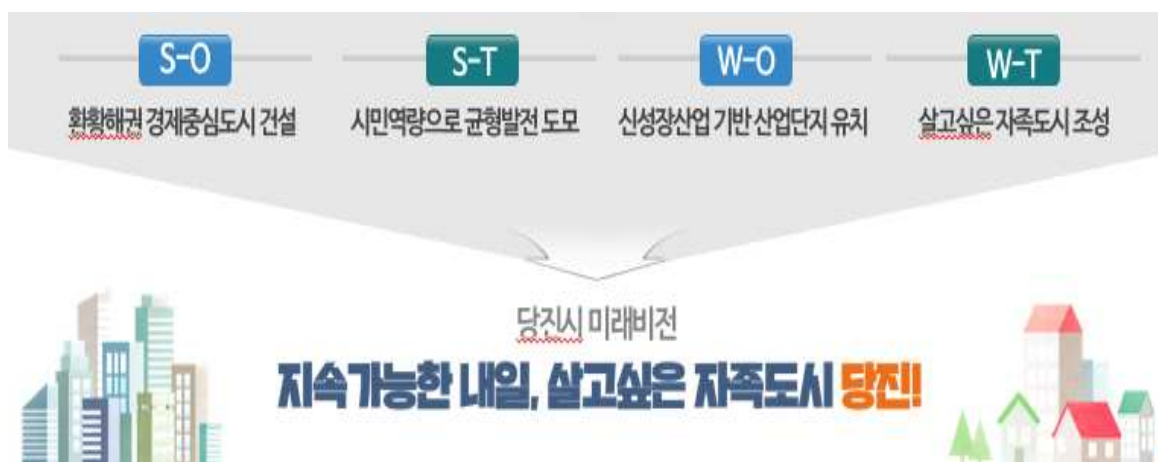 S-O
확확해권 경제중심도시 건설
S-T
시민역량으로 균형발전 도모
W-O
신성장산업 기반 산업단지 유치
W-T
살고싶은 자족도시 조성
당진시 미래비전
지속가능한 내일, 살고싶은 자족도시 당진!